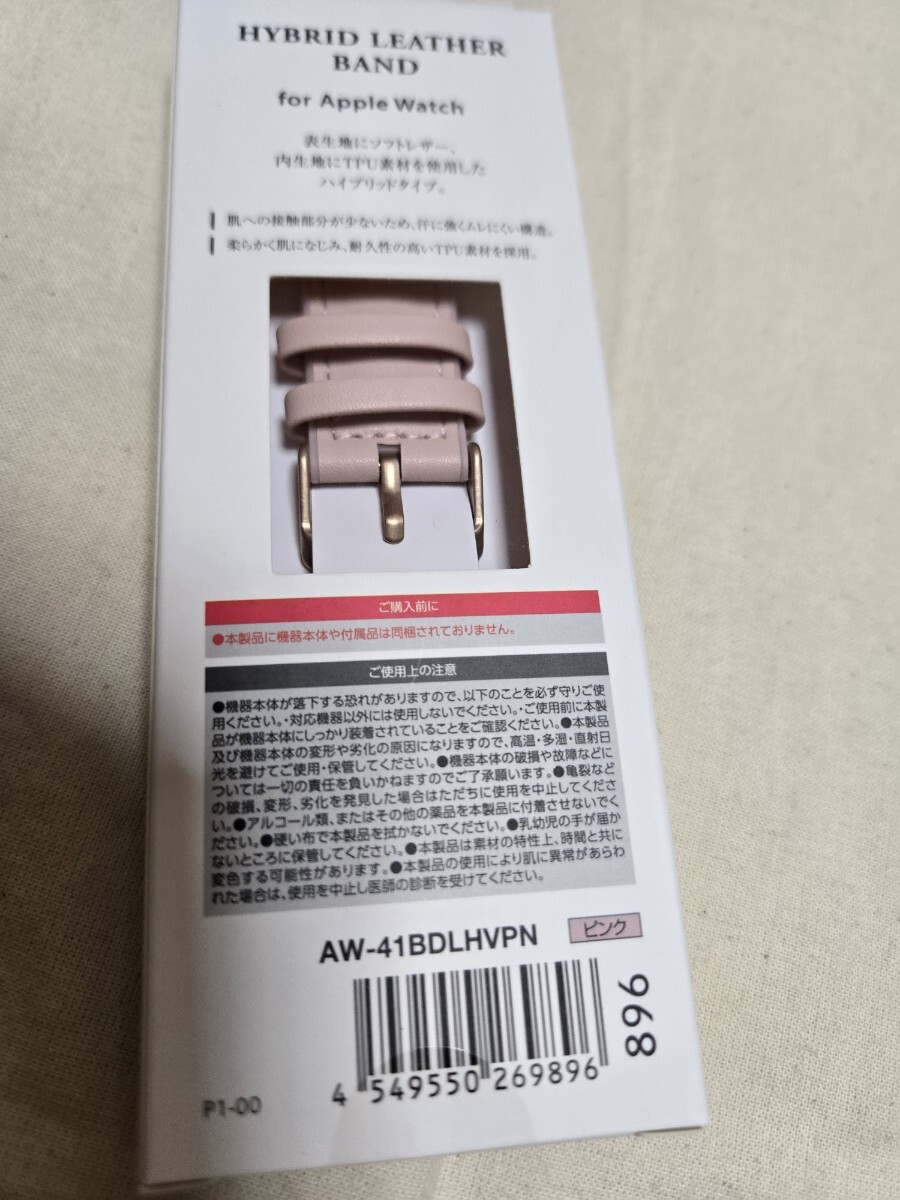 HYBRID LEATHER
BAND
for Apple Watch
表生地にソフトレザー、
内生地にTPU素材を使用した
ハイブリッドタイプ。
肌への接触部分が少ないため、汗に強くムレにくい構造。
柔らかく肌になじみ、耐久性の高いTPU素材を採用。
ご購入前に
●本製品に機器本体や付属品は同梱されておりません。
ご使用上の注意
●機器本体が落下する恐れがありますので、以下のことを必ず守りご使
用ください。・対応機器以外には使用しないでください。・ご使用前に本製
品が機器本体にしっかり装着されていることをご確認ください。●本製品
及び機器本体の変形や劣化の原因になりますので、高温・多湿・直射日
光を避けてご使用・保管してください。●機器本体の破損や故障などに
ついては一切の責任を負いかねますのでご了承願います。●亀裂など
の破損、変形、劣化を発見した場合はただちに使用を中止してくださ
い。●アルコール類、またはその他の薬品を本製品に付着させないでく
ださい。●硬い布で本製品を拭かないでください。●乳幼児の手が届か
ないところに保管してください。●本製品は素材の特性上、時間と共に
変色する可能性があります。●本製品の使用により肌に異常があらわ
れた場合は、使用を中止し医師の診断を受けてください。
AW-41BDLHVPN ピンク
896
4 549550 269896
P1-00